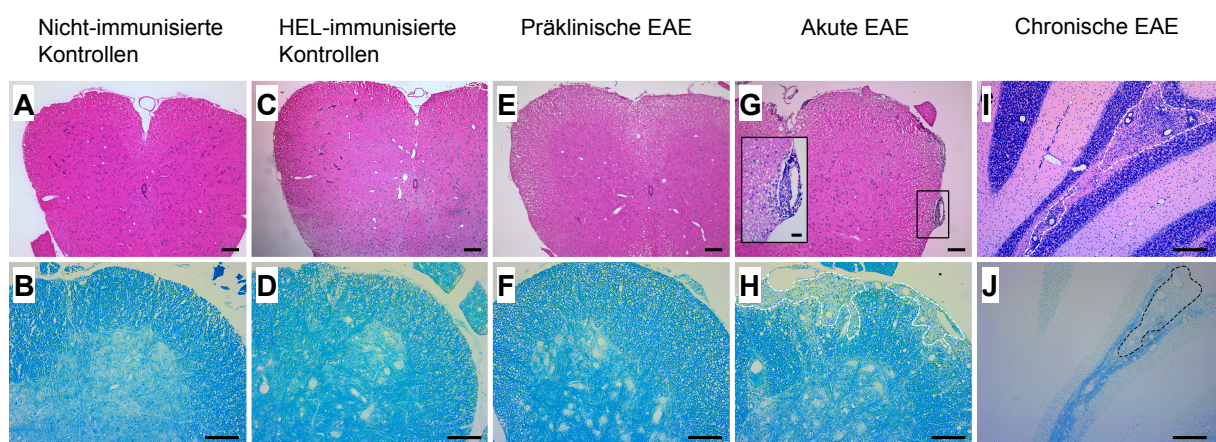 Nicht-immunisierte
Kontrollen
HEL-immunisierte
Kontrollen
Präklinische EAE
Akute EAE
Chronische EAE
A
C
E
G
I
B
D
F
H
J